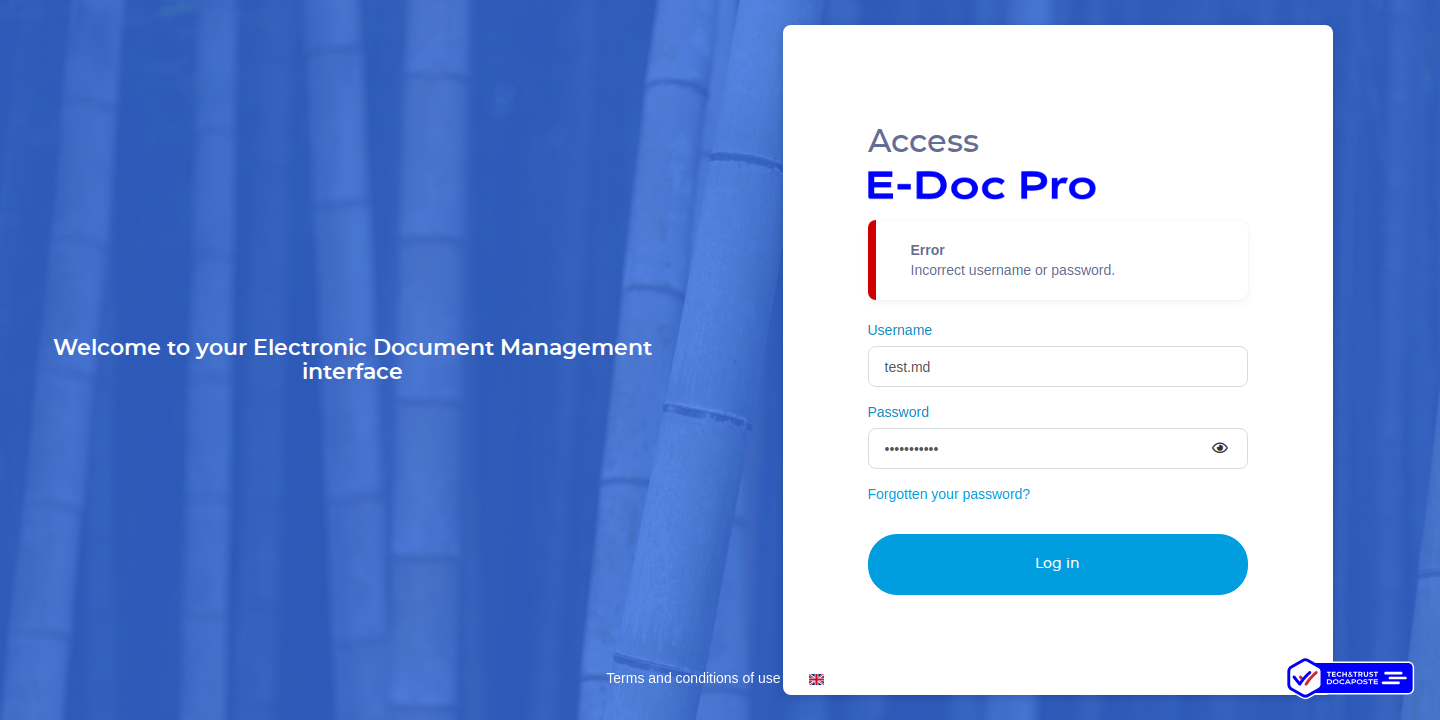 Welcome to your Electronic Document Management
interface
Access
E-Doc Pro
Error
Incorrect username or password.
Username
test.md
Password
•••••••••••
Forgotten your password?
Log in
Terms and conditions of use
TECH&TRUST
DOCAPOSTE